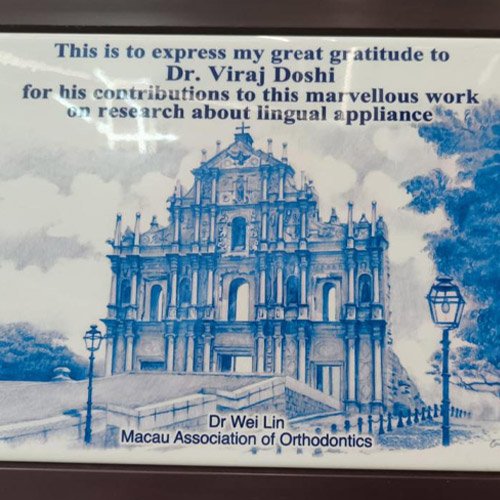 This is to express my great gratitude to
Dr. Viraj Doshi
for his contributions to this marvellous work
on research about lingual appliance
Dr Wei Lin
Macau Association of Orthodontics